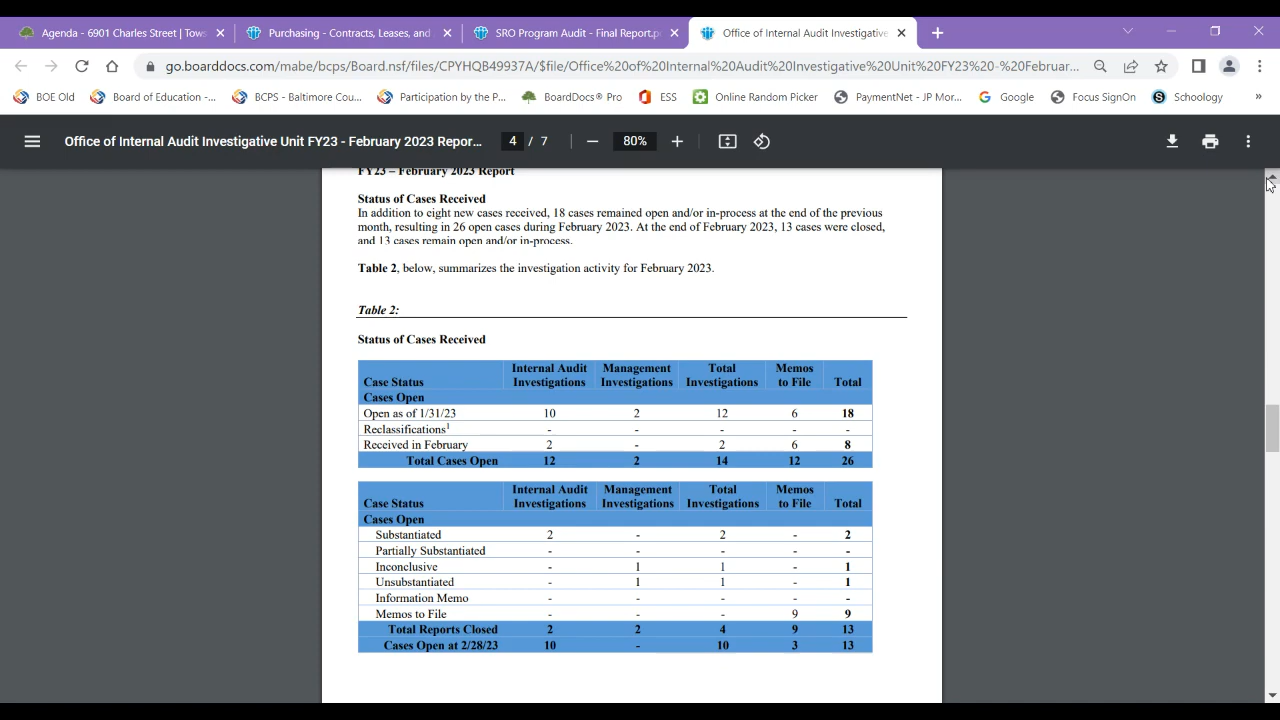 Agenda - 6901 Charles Street | Tows
Purchasing - Contracts, Leases, and
SRO Program Audit - Final Report.p
Office of Internal Audit Investigative
go.boarddocs.com/mabe/bcps/Board.nsf/files/CPYHQB49937A/$file/Office%20of%20Internal%20Audit%20Investigative%20Unit%20FY23%20-%20Februar...
BOE Old
Board of Education -...
BCPS - Baltimore Cou...
Participation by the P...
BoardDocs® Pro
ESS
Online Random Picker
PaymentNet - JP Mor...
Google
Focus SignOn
Schoology
»
Office of Internal Audit Investigative Unit FY23 - February 2023 Repor...
4 / 7
80%
FY23 – February 2023 Report
Status of Cases Received
In addition to eight new cases received, 18 cases remained open and/or in-process at the end of the previous
month, resulting in 26 open cases during February 2023. At the end of February 2023, 13 cases were closed,
and 13 cases remain open and/or in-process.
Table 2, below, summarizes the investigation activity for February 2023.
Table 2:
Status of Cases Received
Case Status Internal Audit Investigations Management Investigations Total Investigations Memos to File Total
Cases Open
Open as of 1/31/23 10 2 12 6 18
Reclassifications¹ - - - - -
Received in February 2 - 2 6 8
Total Cases Open 12 2 14 12 26
Case Status Internal Audit Investigations Management Investigations Total Investigations Memos to File Total
Cases Open
Substantiated 2 - 2 - 2
Partially Substantiated - - - - -
Inconclusive - 1 1 - 1
Unsubstantiated - 1 1 - 1
Information Memo - - - - -
Memos to File - - - 9 9
Total Reports Closed 2 2 4 9 13
Cases Open at 2/28/23 10 - 10 3 13